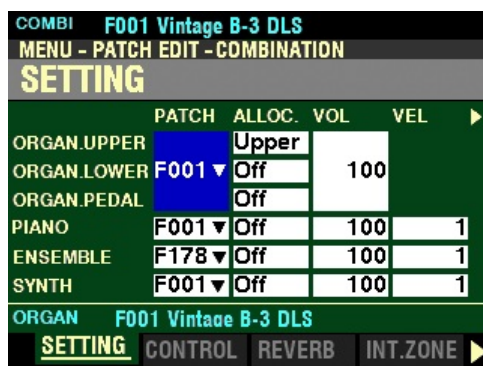 COMBI F001 Vintage B-3 DLS
MENU - PATCH EDIT - COMBINATION
SETTING
PATCH ALLOC. VOL VEL ▶
ORGAN.UPPER Upper
ORGAN.LOWER F001 ▼ Off 100
ORGAN.PEDAL Off
PIANO F001 ▼ Off 100 1
ENSEMBLE F178 ▼ Off 100 1
SYNTH F001 ▼ Off 100 1
ORGAN F001 Vintage B-3 DLS
SETTING CONTROL REVERB INT.ZONE ▶